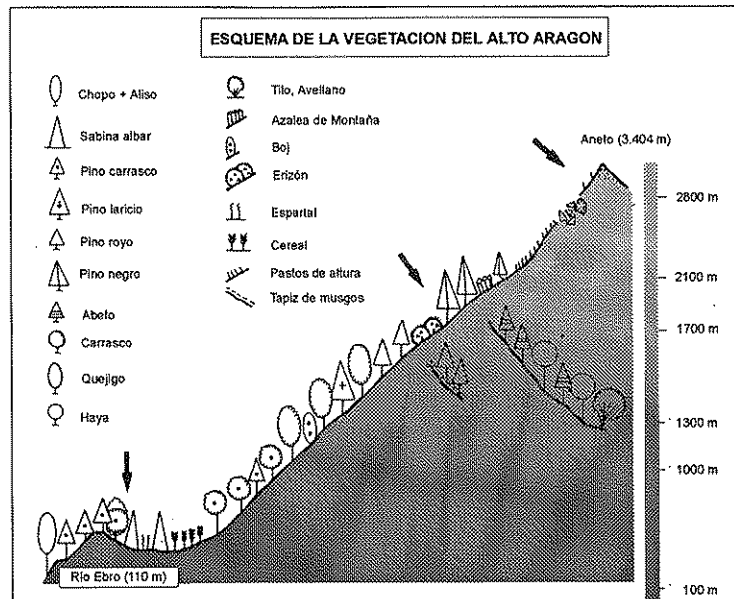 ESQUEMA DE LA VEGETACION DEL ALTO ARAGON
Chopo + Aliso
Sabina albar
Pino carrasco
Pino laricio
Pino royo
Pino negro
Abeto
Carrasco
Quejigo
Haya
Tilo, Avellano
Azalea de Montaña
Boj
Erizón
Espartal
Cereal
Pastos de altura
Tapiz de musgos
Aneto (3.404 m)
2800 m
2100 m
1700 m
1300 m
1000 m
100 m
Río Ebro (110 m)